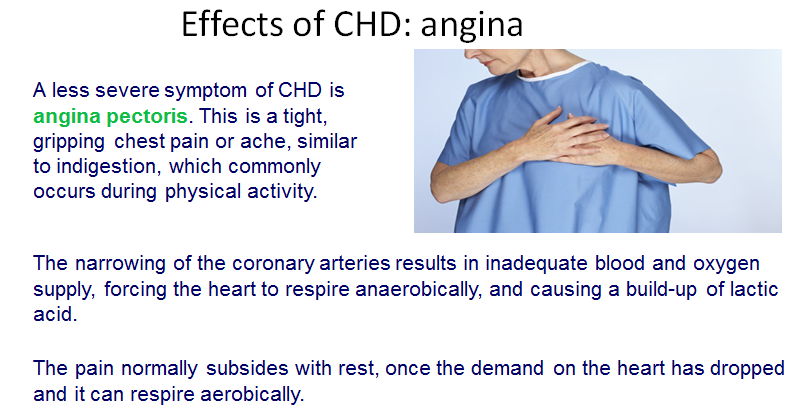 Effects of CHD: angina
A less severe symptom of CHD is
angina pectoris. This is a tight,
gripping chest pain or ache, similar
to indigestion, which commonly
occurs during physical activity.
The narrowing of the coronary arteries results in inadequate blood and oxygen
supply, forcing the heart to respire anaerobically, and causing a build-up of lactic
acid.
The pain normally subsides with rest, once the demand on the heart has dropped
and it can respire aerobically.